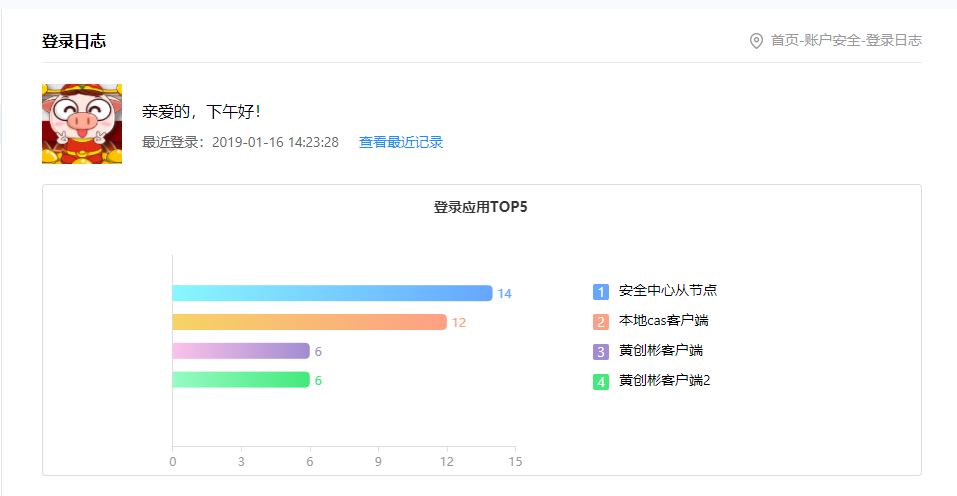 登录日志
首页-账户安全-登录日志
亲爱的，下午好！
最近登录：2019-01-16 14:23:28 查看最近记录
登录应用TOP5
14
1 安全中心从节点
12
2 本地cas客户端
6
3 黄创彬客户端
6
4 黄创彬客户端2
0 3 6 9 12 15